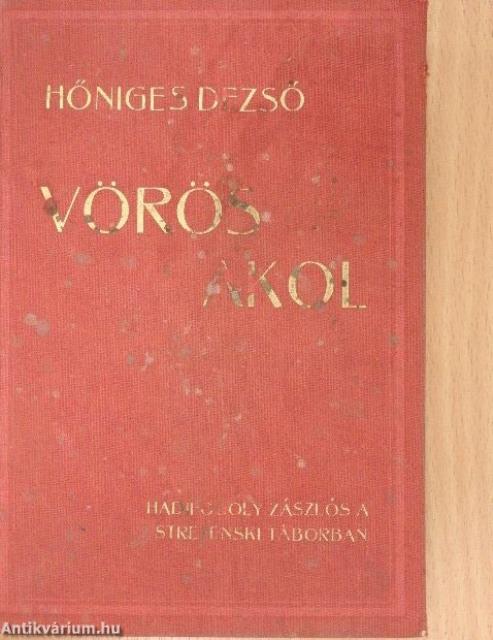 HŐNIGES DEZSŐ
VÖRÖS
AKOL
HADIFOGOLY ZÁSZLÓS A
STRETENSKI TÁBORBAN
Antikvárium.hu